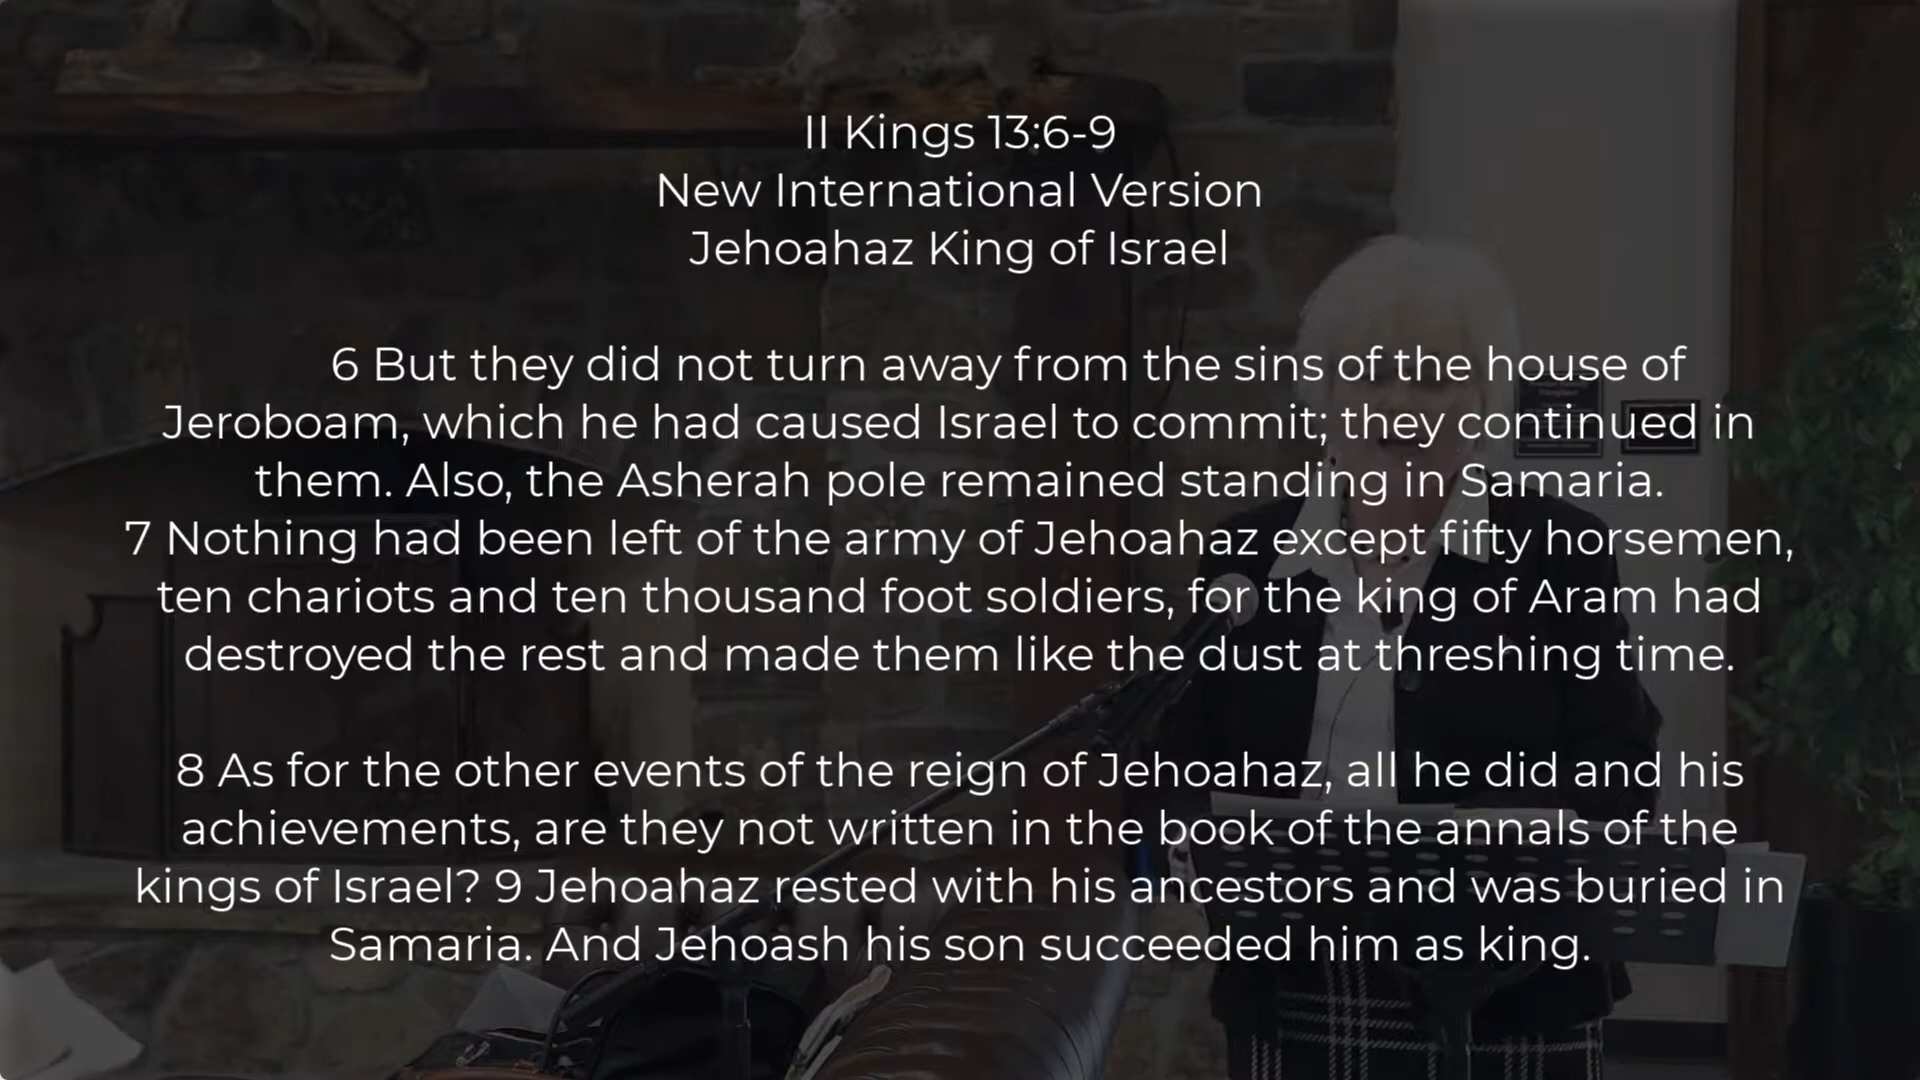 II Kings 13:6-9
New International Version
Jehoahaz King of Israel
6 But they did not turn away from the sins of the house of
Jeroboam, which he had caused Israel to commit; they continued in
them. Also, the Asherah pole remained standing in Samaria.
7 Nothing had been left of the army of Jehoahaz except fifty horsemen,
ten chariots and ten thousand foot soldiers, for the king of Aram had
destroyed the rest and made them like the dust at threshing time.
8 As for the other events of the reign of Jehoahaz, all he did and his
achievements, are they not written in the book of the annals of the
kings of Israel? 9 Jehoahaz rested with his ancestors and was buried in
Samaria. And Jehoash his son succeeded him as king.